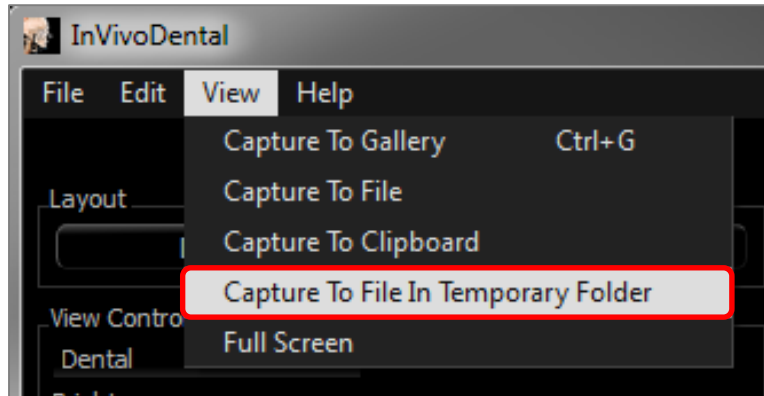 InVivoDental
File Edit View Help
Capture To Gallery Ctrl+G
Layout
Capture To File
Capture To Clipboard
Capture To File In Temporary Folder
View Contro
Full Screen
Dental